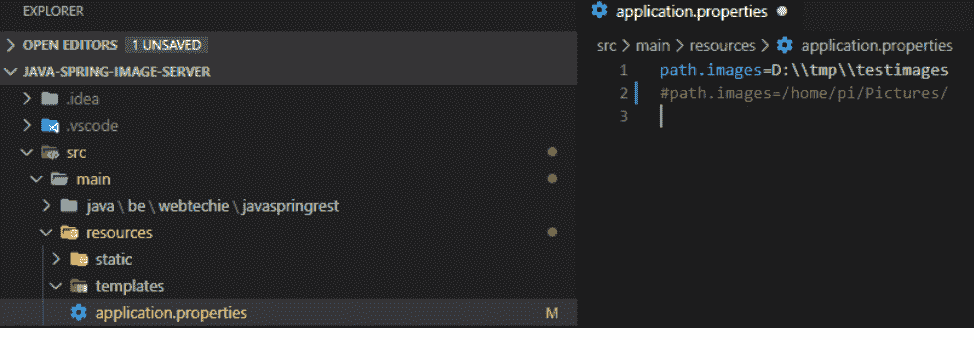 EXPLORER
OPEN EDITORS 1 UNSAVED
JAVA-SPRING-IMAGE-SERVER
.idea
.vscode
src
main
java \ be \ webtechie \ javaspringrest
resources
static
templates
application.properties M
application.properties
src > main > resources > application.properties
1 path.images=D:\\tmp\\testimages
2 #path.images=/home/pi/Pictures/
3